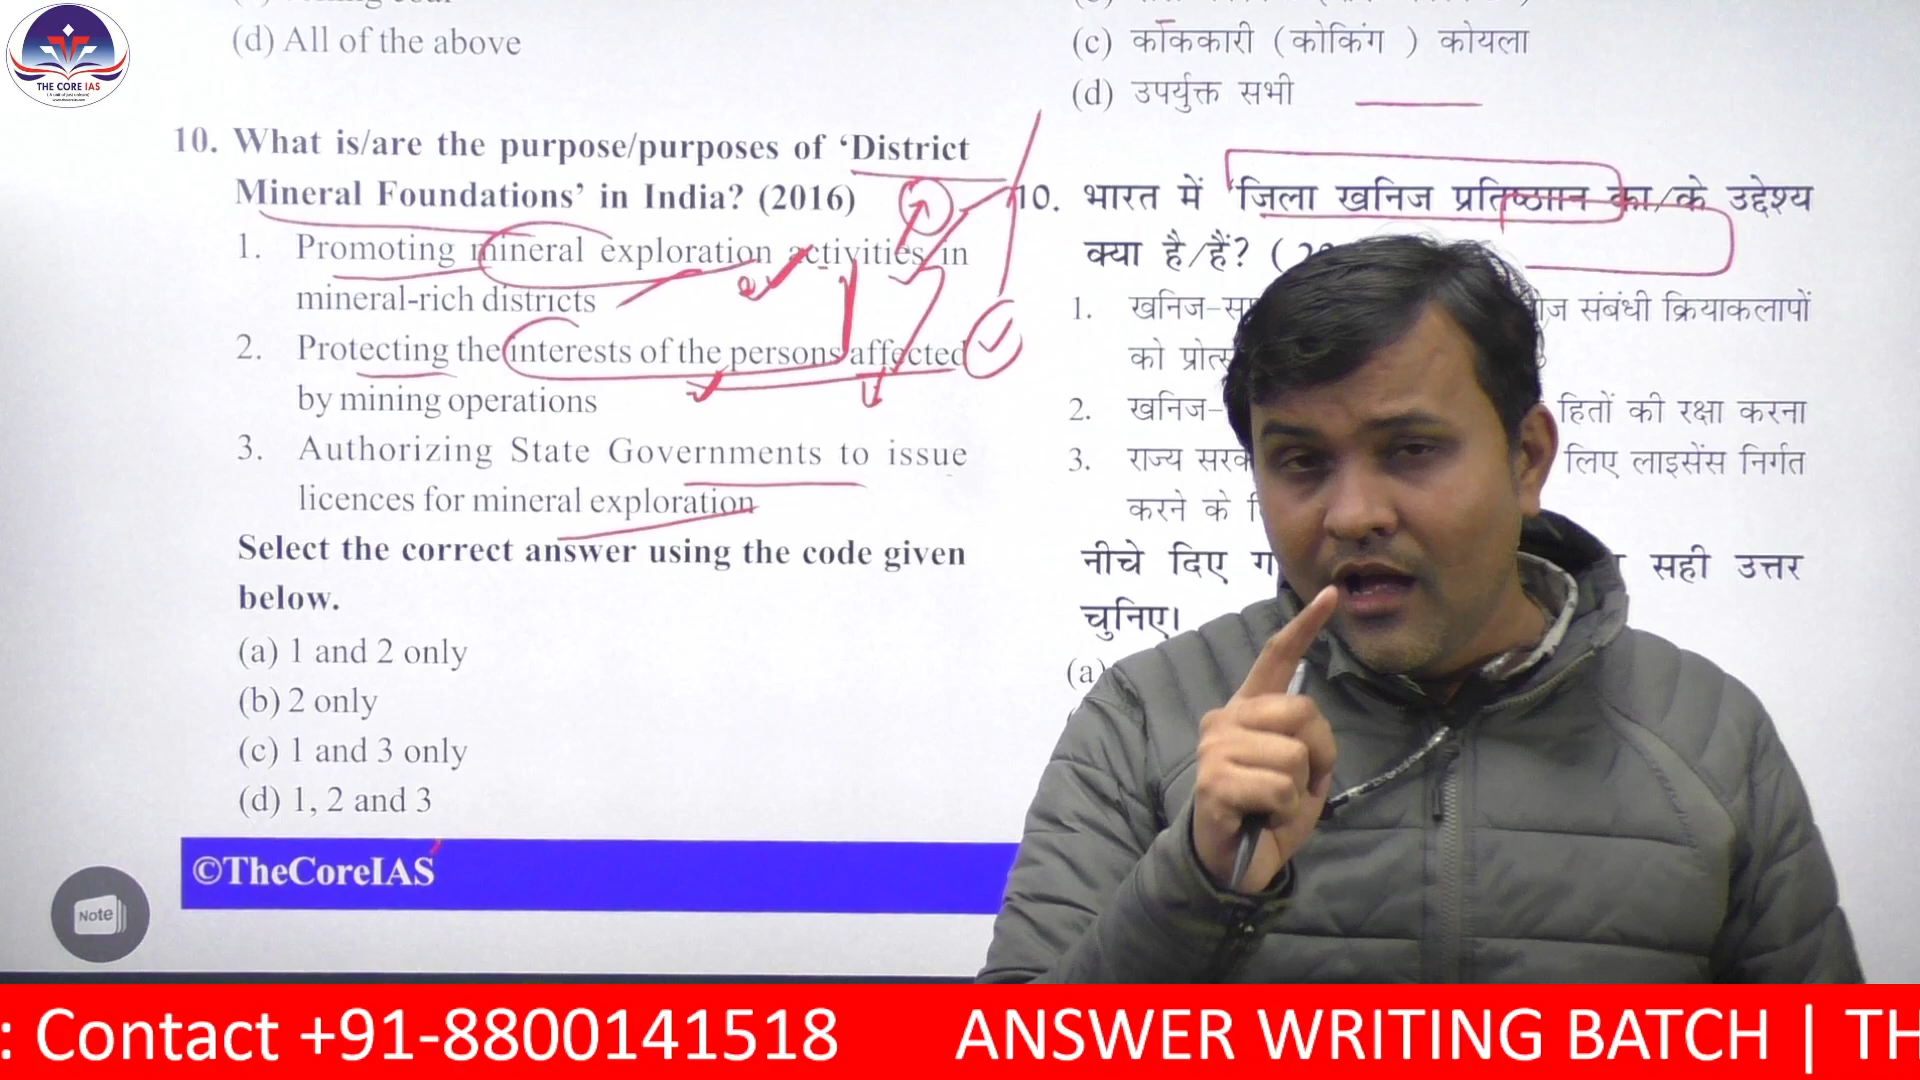 THE CORE IAS
(d) All of the above
10. What is/are the purpose/purposes of ‘District
Mineral Foundations’ in India? (2016)
1. Promoting mineral exploration activities in
mineral-rich districts
2. Protecting the interests of the persons affected
by mining operations
3. Authorizing State Governments to issue
licences for mineral exploration
Select the correct answer using the code given
below.
(a) 1 and 2 only
(b) 2 only
(c) 1 and 3 only
(d) 1, 2 and 3
(c) कोककारी (कोकिंग ) कोयला
(d) उपर्युक्त सभी
10. भारत में ‘जिला खनिज प्रतिष्ठान का/के उद्देश्य
क्या है/हैं? (
1. संबंधी क्रियाकलापों
को
2. हितों की रक्षा करना
3. राज्य लिए लाइसेंस निर्गत
करने के
नीचे दिए सही उत्तर
चुनिए।
(a)
©TheCoreIAS
Note
: Contact +91-8800141518 ANSWER WRITING BATCH | TH